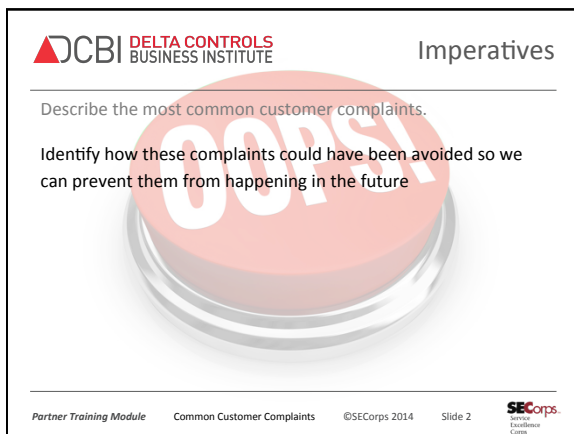 DCBI DELTA CONTROLS
BUSINESS INSTITUTE
Imperatives
Describe the most common customer complaints.
OOPS!
Identify how these complaints could have been avoided so we
can prevent them from happening in the future
Partner Training Module Common Customer Complaints ©SECorps 2014 Slide 2
SECorps
Service
Excellence
Corps